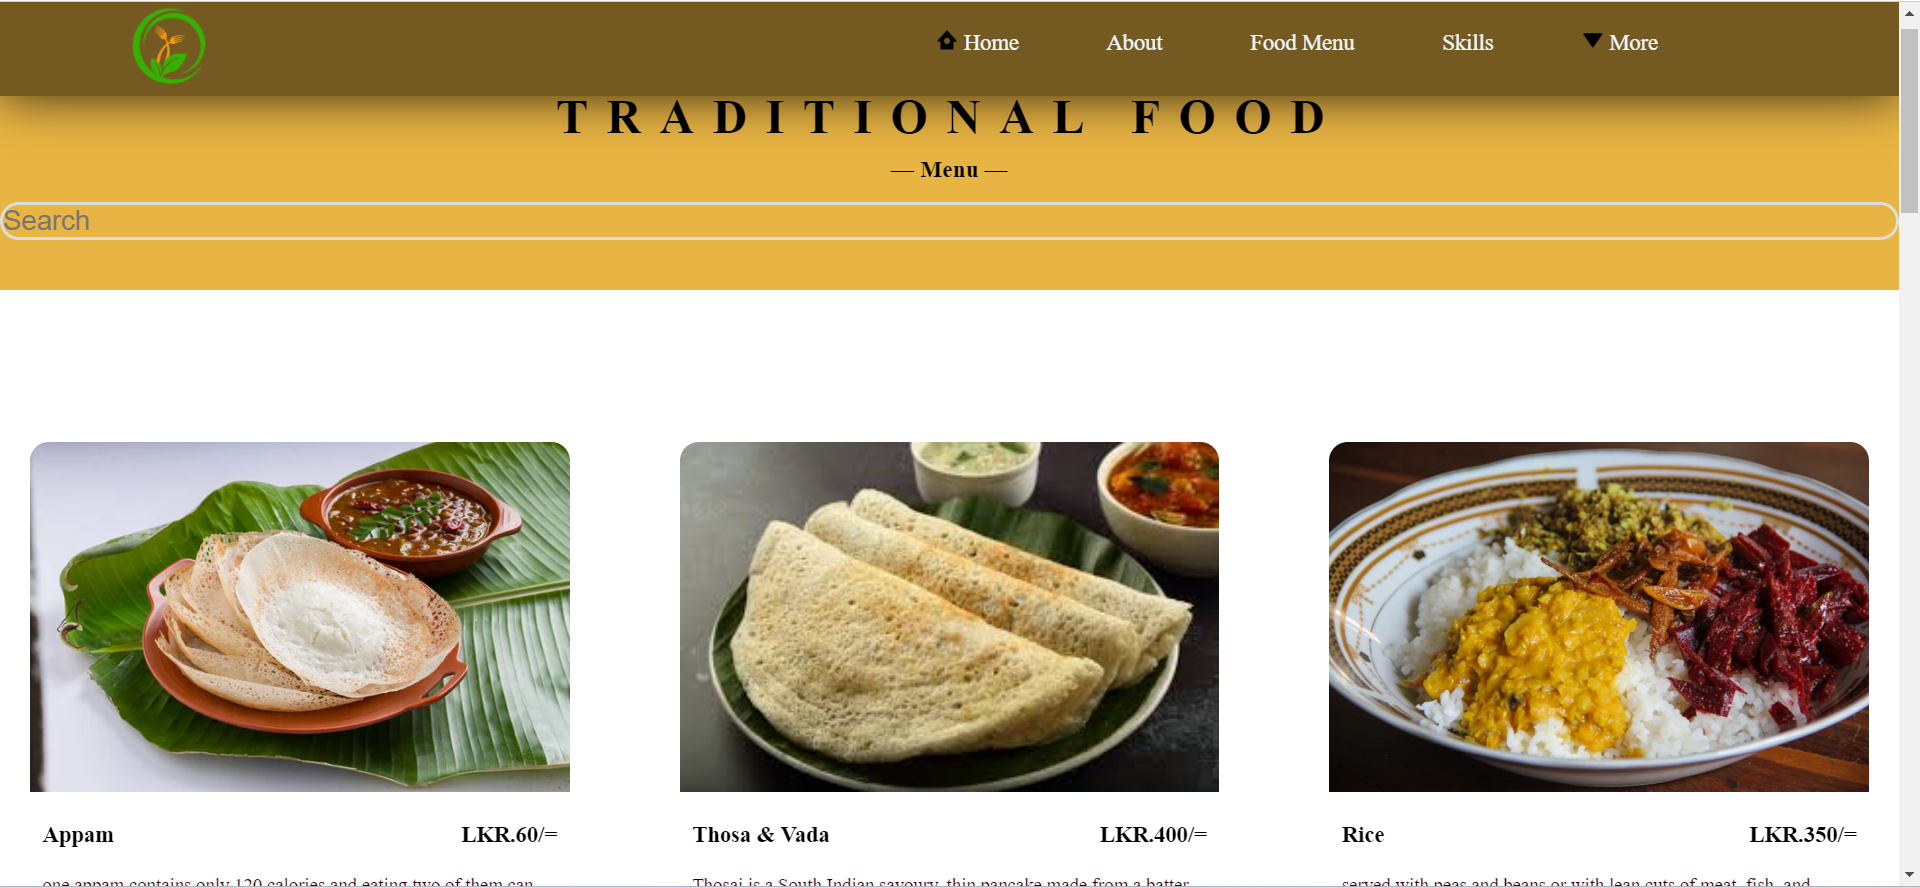 Home About Food Menu Skills More
TRADITIONAL FOOD
— Menu —
Search
Appam LKR.60/= Thosa & Vada LKR.400/= Rice LKR.350/=
one appam contains only 120 calories and eating two of them can Thosai is a South Indian savoury, thin pancake made from a batter served with peas and beans or with lean cuts of meat, fish, and